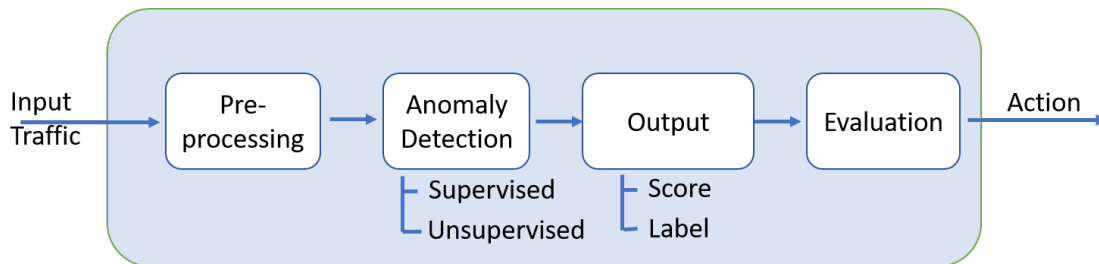 Input
Traffic
Pre-
processing
Anomaly
Detection
Output
Evaluation
Action
Supervised
Unsupervised
Score
Label